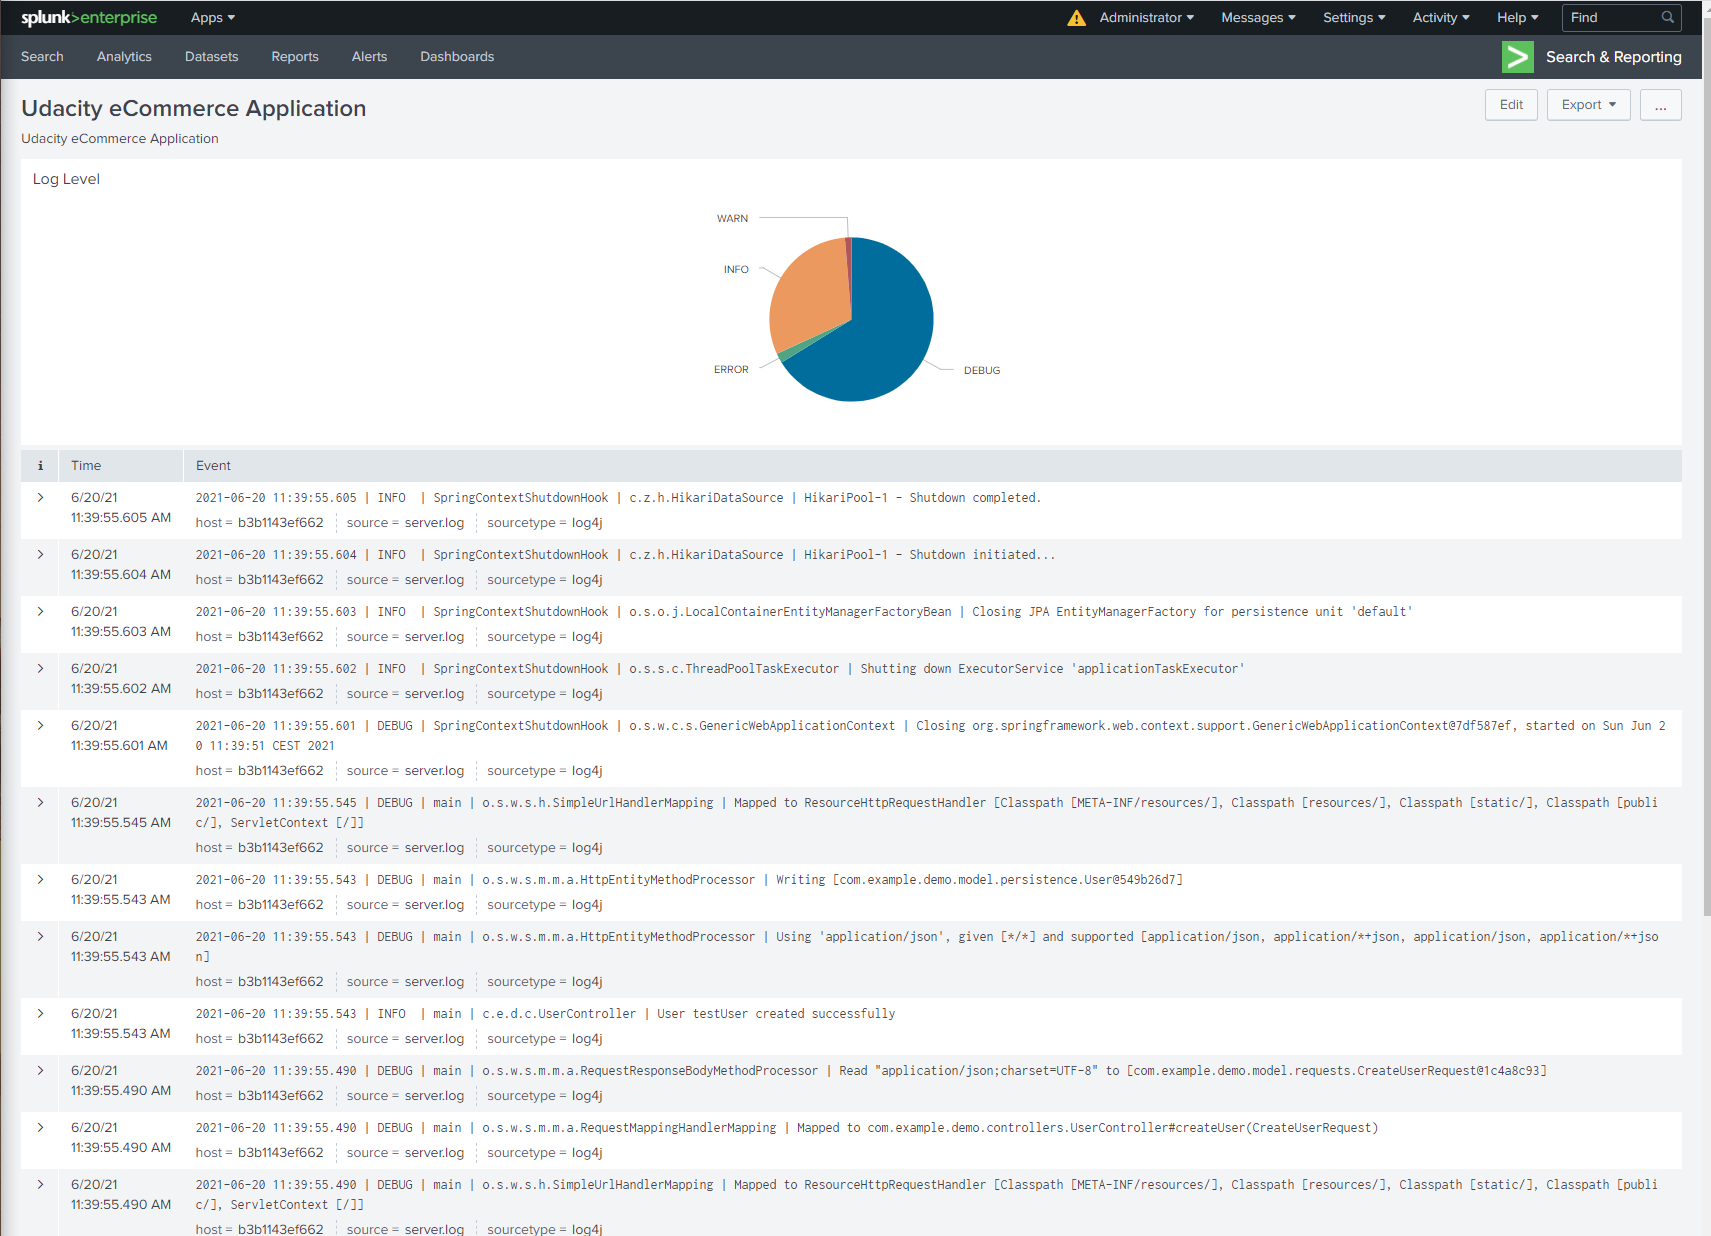 splunk>enterprise Apps Administrator Messages Settings Activity Help Find
Search Analytics Datasets Reports Alerts Dashboards Search & Reporting
Udacity eCommerce Application Edit Export ...
Udacity eCommerce Application
Log Level
WARN
INFO
ERROR
DEBUG
i Time Event
6/20/21 2021-06-20 11:39:55.605 | INFO  | SpringContextShutdownHook | c.z.h.HikariDataSource | HikariPool-1 - Shutdown completed.
11:39:55.605 AM host = b3b1143ef662 source = server.log sourcetype = log4j
6/20/21 2021-06-20 11:39:55.604 | INFO  | SpringContextShutdownHook | c.z.h.HikariDataSource | HikariPool-1 - Shutdown initiated...
11:39:55.604 AM host = b3b1143ef662 source = server.log sourcetype = log4j
6/20/21 2021-06-20 11:39:55.603 | INFO  | SpringContextShutdownHook | o.s.o.j.LocalContainerEntityManagerFactoryBean | Closing JPA EntityManagerFactory for persistence unit 'default'
11:39:55.603 AM host = b3b1143ef662 source = server.log sourcetype = log4j
6/20/21 2021-06-20 11:39:55.602 | INFO  | SpringContextShutdownHook | o.s.s.c.ThreadPoolTaskExecutor | Shutting down ExecutorService 'applicationTaskExecutor'
11:39:55.602 AM host = b3b1143ef662 source = server.log sourcetype = log4j
6/20/21 2021-06-20 11:39:55.601 | DEBUG | SpringContextShutdownHook | o.s.w.c.s.GenericWebApplicationContext | Closing org.springframework.web.context.support.GenericWebApplicationContext@7df587ef, started on Sun Jun 2
11:39:55.601 AM 0 11:39:51 CEST 2021
host = b3b1143ef662 source = server.log sourcetype = log4j
6/20/21 2021-06-20 11:39:55.545 | DEBUG | main | o.s.w.s.h.SimpleUrlHandlerMapping | Mapped to ResourceHttpRequestHandler [Classpath [META-INF/resources/], Classpath [resources/], Classpath [static/], Classpath [publi
11:39:55.545 AM c/], ServletContext [/]]
host = b3b1143ef662 source = server.log sourcetype = log4j
6/20/21 2021-06-20 11:39:55.543 | DEBUG | main | o.s.w.s.m.m.a.HttpEntityMethodProcessor | Writing [com.example.demo.model.persistence.User@549b26d7]
11:39:55.543 AM host = b3b1143ef662 source = server.log sourcetype = log4j
6/20/21 2021-06-20 11:39:55.543 | DEBUG | main | o.s.w.s.m.m.a.HttpEntityMethodProcessor | Using 'application/json', given [*/*] and supported [application/json, application/*+json, application/json, application/*+jso
11:39:55.543 AM n]
host = b3b1143ef662 source = server.log sourcetype = log4j
6/20/21 2021-06-20 11:39:55.543 | INFO  | main | c.e.d.c.UserController | User testUser created successfully
11:39:55.543 AM host = b3b1143ef662 source = server.log sourcetype = log4j
6/20/21 2021-06-20 11:39:55.490 | DEBUG | main | o.s.w.s.m.m.a.RequestResponseBodyMethodProcessor | Read "application/json;charset=UTF-8" to [com.example.demo.model.requests.CreateUserRequest@1c4a8c93]
11:39:55.490 AM host = b3b1143ef662 source = server.log sourcetype = log4j
6/20/21 2021-06-20 11:39:55.490 | DEBUG | main | o.s.w.s.m.m.a.RequestMappingHandlerMapping | Mapped to com.example.demo.controllers.UserController#createUser(CreateUserRequest)
11:39:55.490 AM host = b3b1143ef662 source = server.log sourcetype = log4j
6/20/21 2021-06-20 11:39:55.490 | DEBUG | main | o.s.w.s.h.SimpleUrlHandlerMapping | Mapped to ResourceHttpRequestHandler [Classpath [META-INF/resources/], Classpath [resources/], Classpath [static/], Classpath [publi
11:39:55.490 AM c/], ServletContext [/]]
host = b3b1143ef662 source = server.log sourcetype = log4j